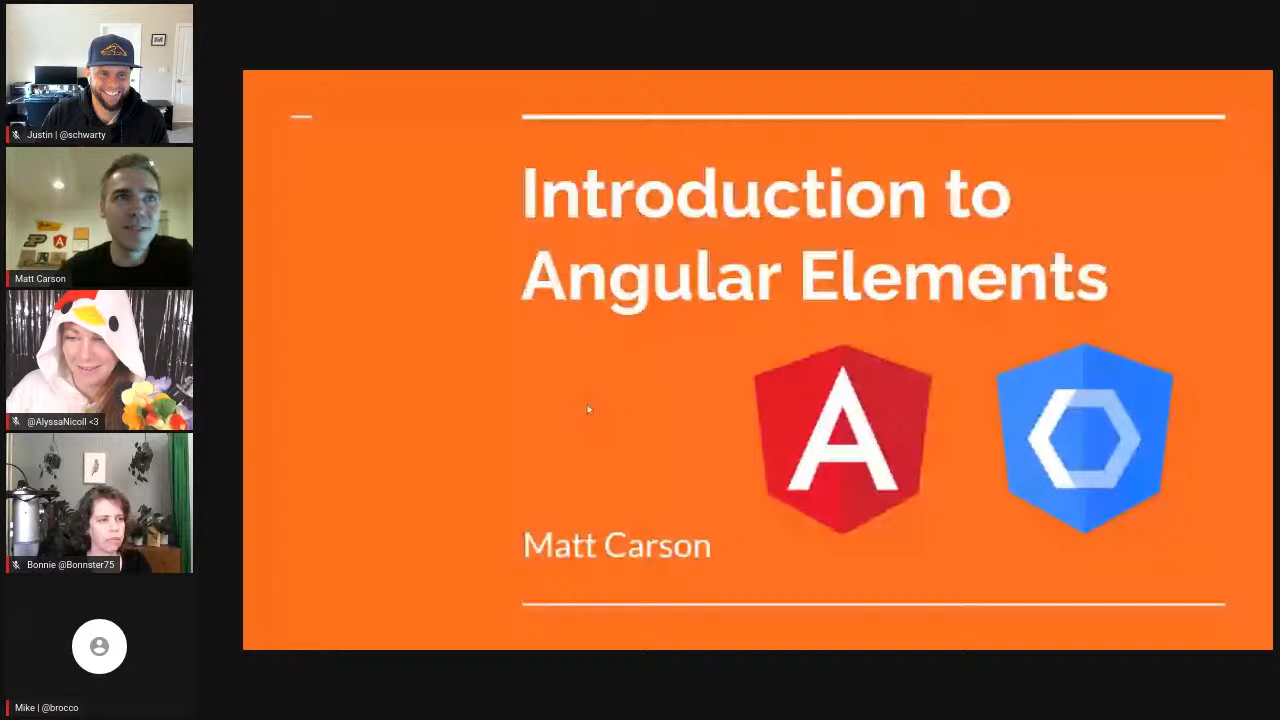 Justin | @schwarty
Matt Carson
@AlyssaNicoll <3
Bonnie @Bonnster75
Mike | @brocco
Introduction to
Angular Elements
A
Matt Carson